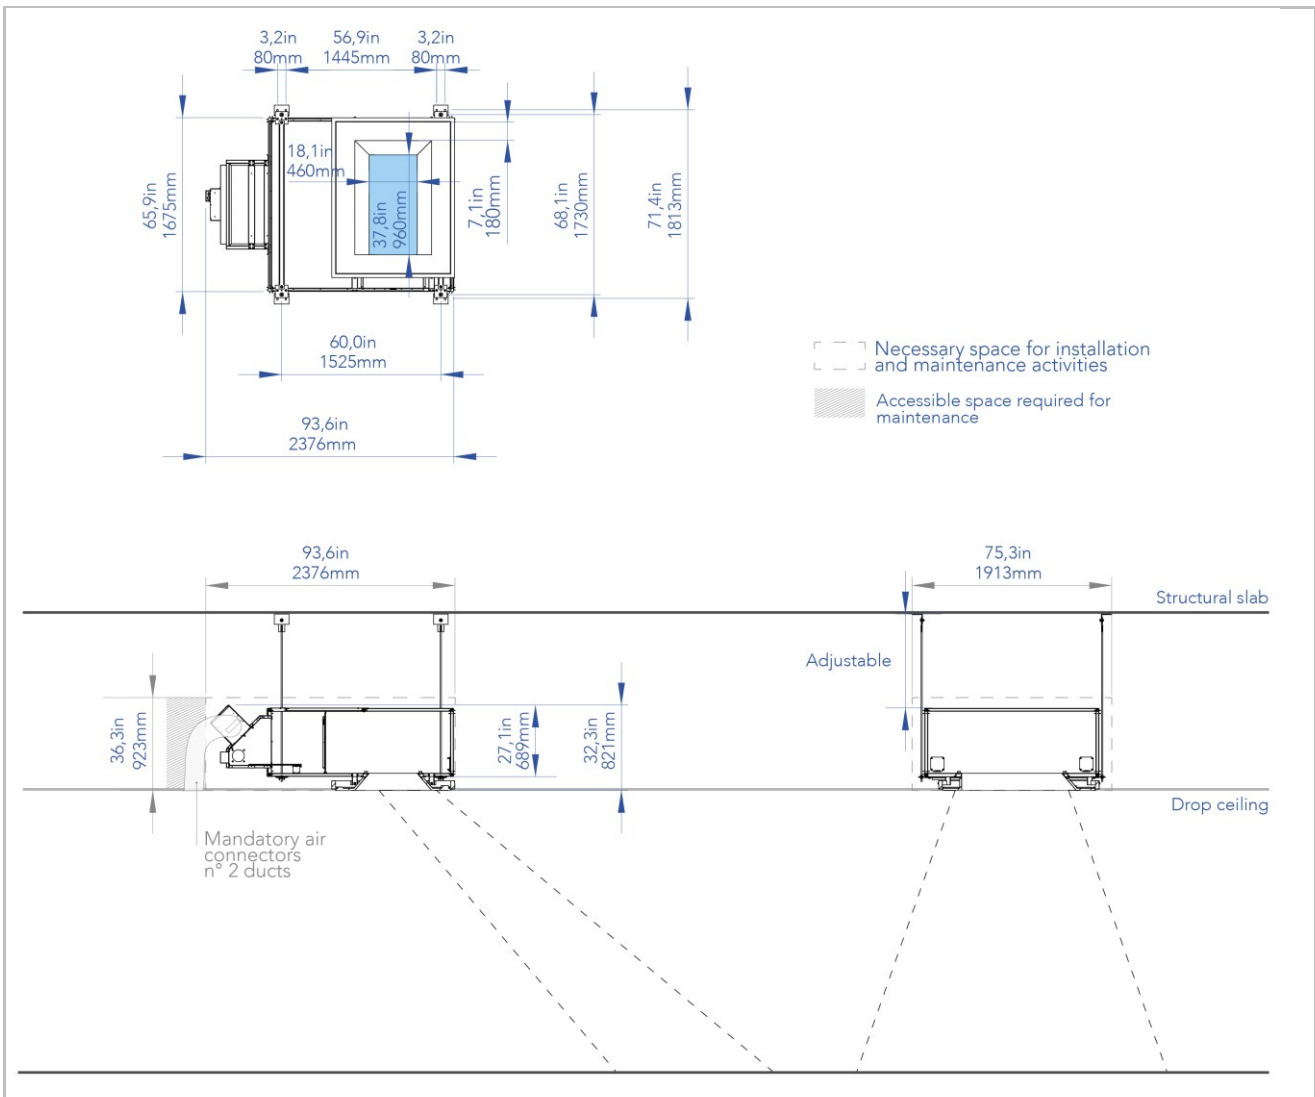 3,2in
80mm
56,9in
1445mm
3,2in
80mm
18,1in
460mm
37,8in
960mm
65,9in
1675mm
7,1in
180mm
68,1in
1730mm
71,4in
1813mm
60,0in
1525mm
93,6in
2376mm
Necessary space for installation
and maintenance activities
Accessible space required for
maintenance
93,6in
2376mm
75,3in
1913mm
Structural slab
Adjustable
36,3in
923mm
27,1in
689mm
32,3in
821mm
Drop ceiling
Mandatory air
connectors
n° 2 ducts